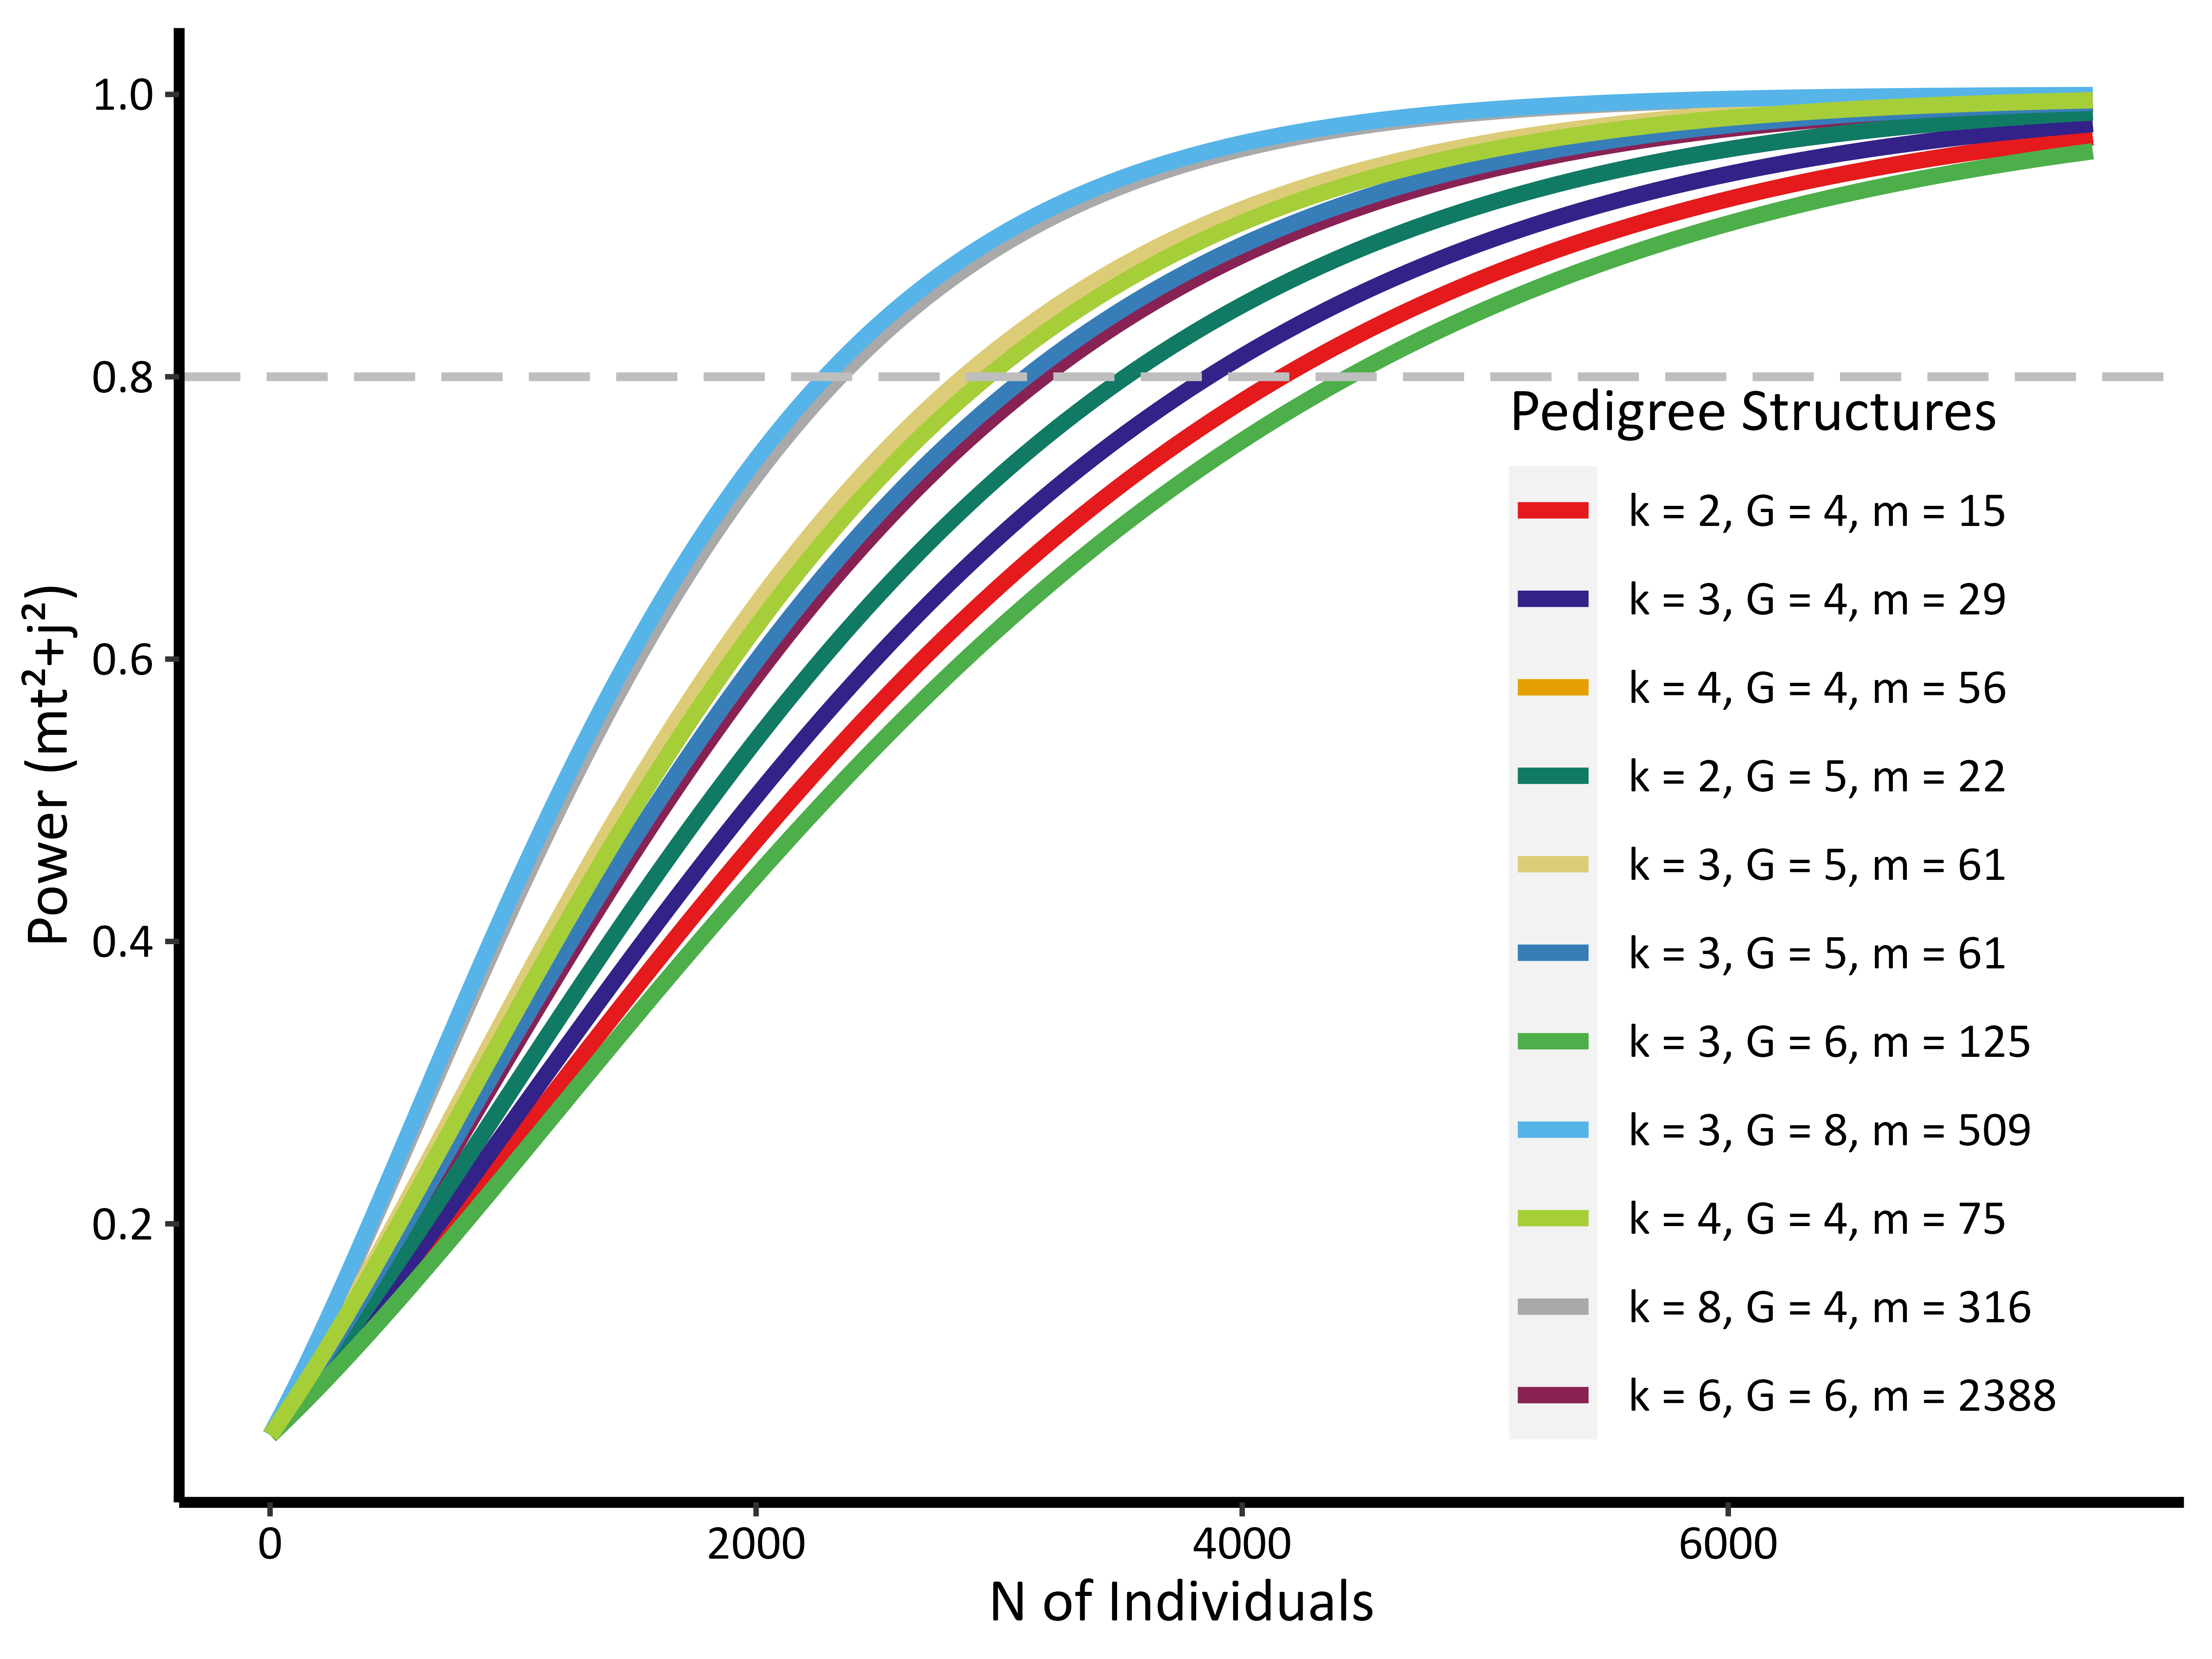 1.0
0.8
0.6
0.4
0.2
Power (mt²+j²)
0
2000
4000
6000
N of Individuals
Pedigree Structures
k = 2, G = 4, m = 15
k = 3, G = 4, m = 29
k = 4, G = 4, m = 56
k = 2, G = 5, m = 22
k = 3, G = 5, m = 61
k = 3, G = 5, m = 61
k = 3, G = 6, m = 125
k = 3, G = 8, m = 509
k = 4, G = 4, m = 75
k = 8, G = 4, m = 316
k = 6, G = 6, m = 2388